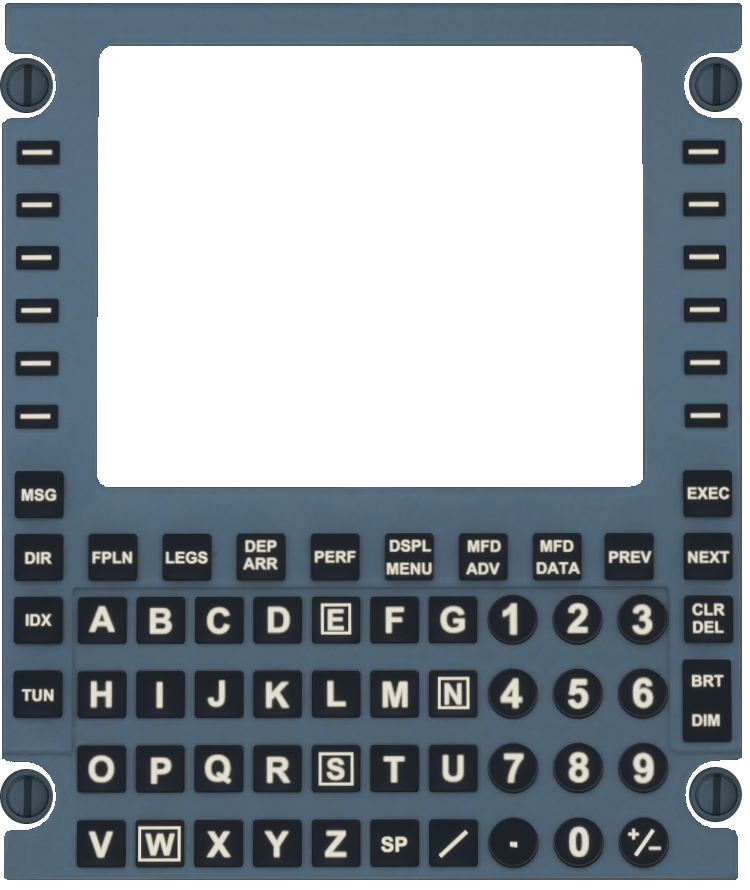 MSG EXEC
DIR FPLN LEGS DEP ARR PERF DSPL MENU MFD ADV MFD DATA PREV NEXT
IDX A B C D E F G 1 2 3 CLR DEL
TUN H I J K L M N 4 5 6 BRT DIM
O P Q R S T U 7 8 9
V W X Y Z SP / . 0 +/-